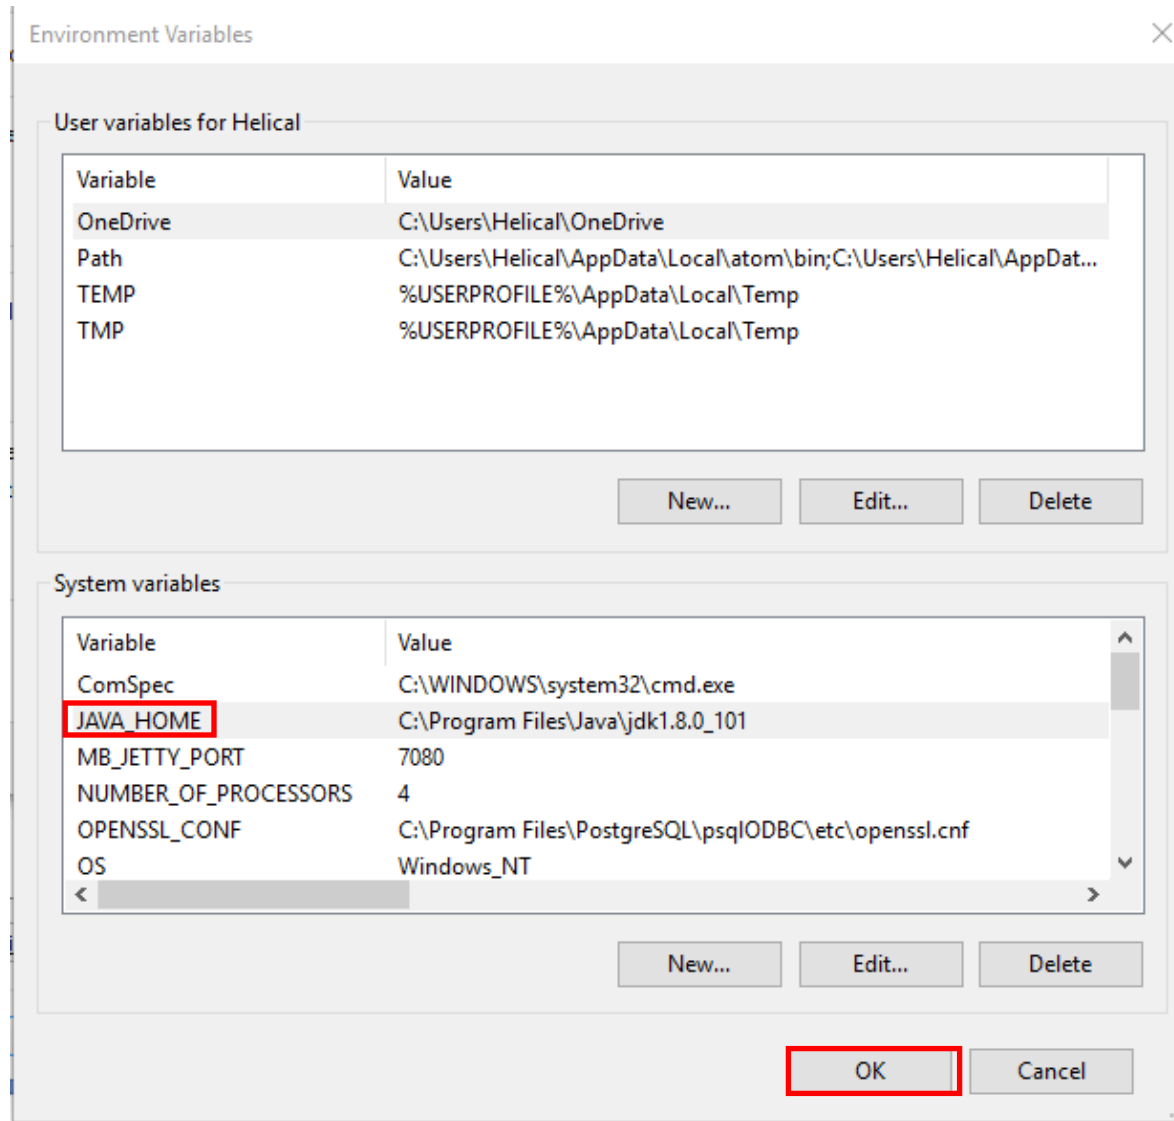 Environment Variables
User variables for Helical
Variable Value
OneDrive C:\Users\Helical\OneDrive
Path C:\Users\Helical\AppData\Local\atom\bin;C:\Users\Helical\AppDat...
TEMP %USERPROFILE%\AppData\Local\Temp
TMP %USERPROFILE%\AppData\Local\Temp
New... Edit... Delete
System variables
Variable Value
ComSpec C:\WINDOWS\system32\cmd.exe
JAVA_HOME C:\Program Files\Java\jdk1.8.0_101
MB_JETTY_PORT 7080
NUMBER_OF_PROCESSORS 4
OPENSSL_CONF C:\Program Files\PostgreSQL\psqlODBC\etc\openssl.cnf
OS Windows_NT
New... Edit... Delete
OK Cancel